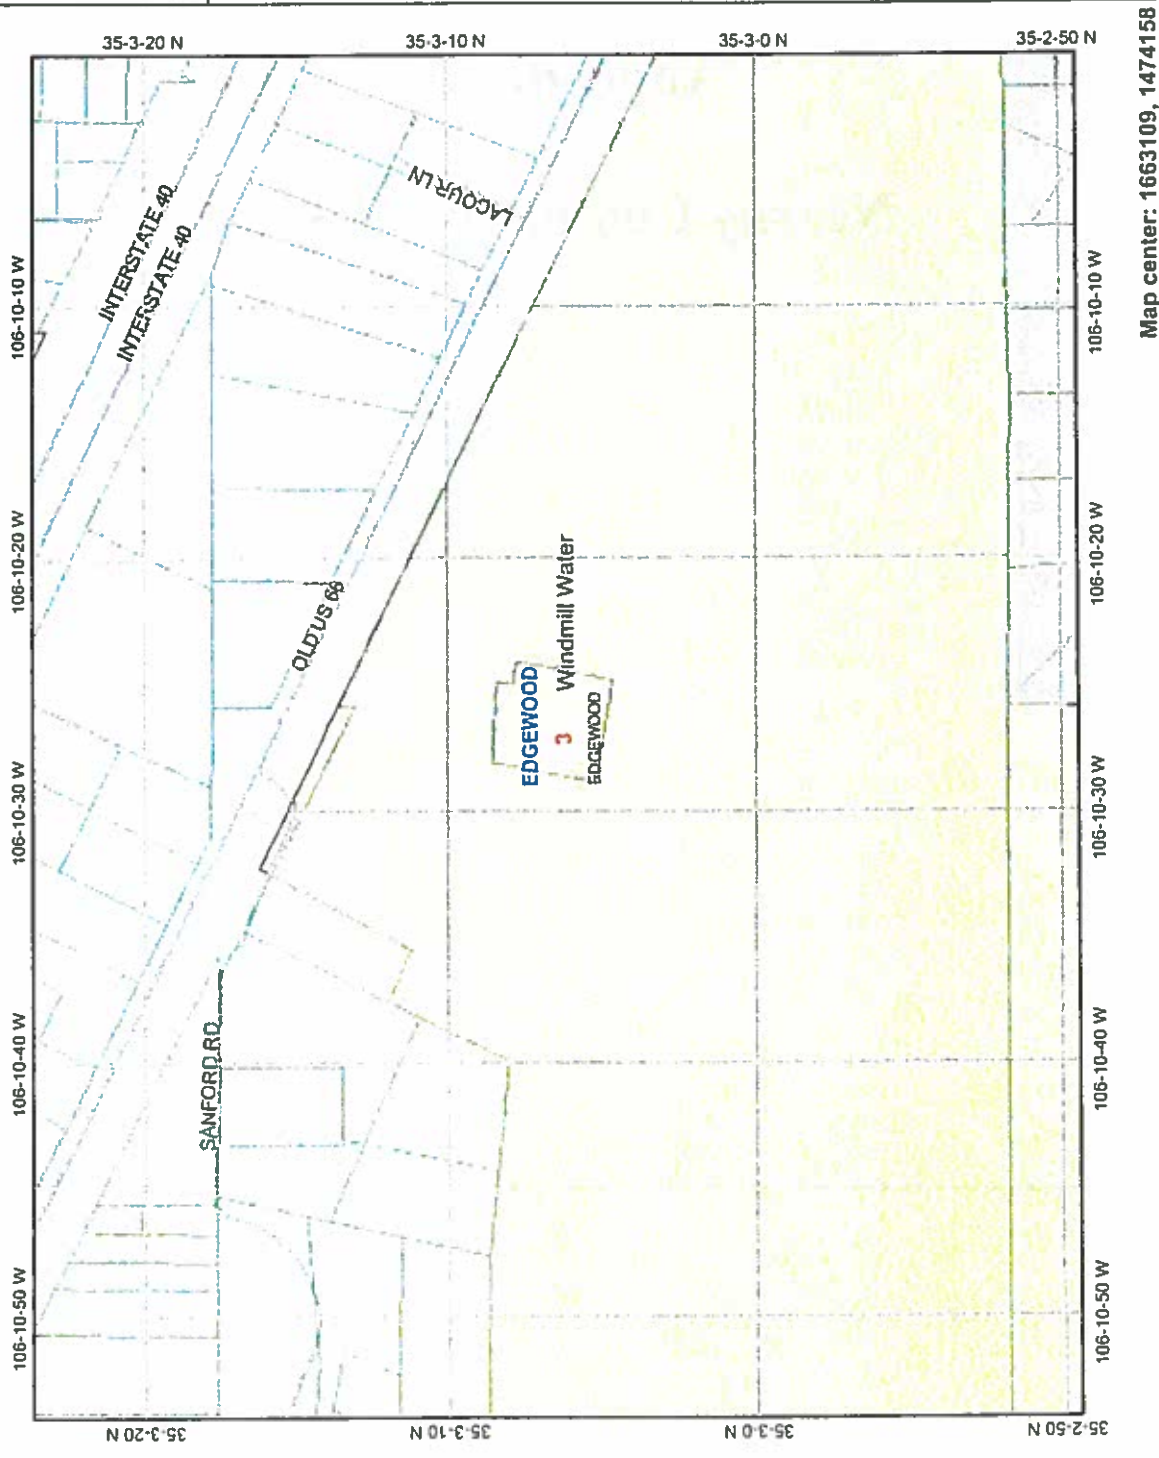 35-3-20 N
35-3-10 N
35-3-0 N
35-2-50 N
106-10-10 W
106-10-20 W
106-10-30 W
106-10-40 W
106-10-50 W
INTERSTATE 40
INTERSTATE 40
LACQUR LN
OLD US 66
SANFORD RD
EDGEWOOD
3
Windmill Water
EDGEWOOD
106-10-10 W
106-10-20 W
106-10-30 W
106-10-40 W
106-10-50 W
35-3-20 N
35-3-10 N
35-3-0 N
35-2-50 N
Map center: 1663109, 1474158